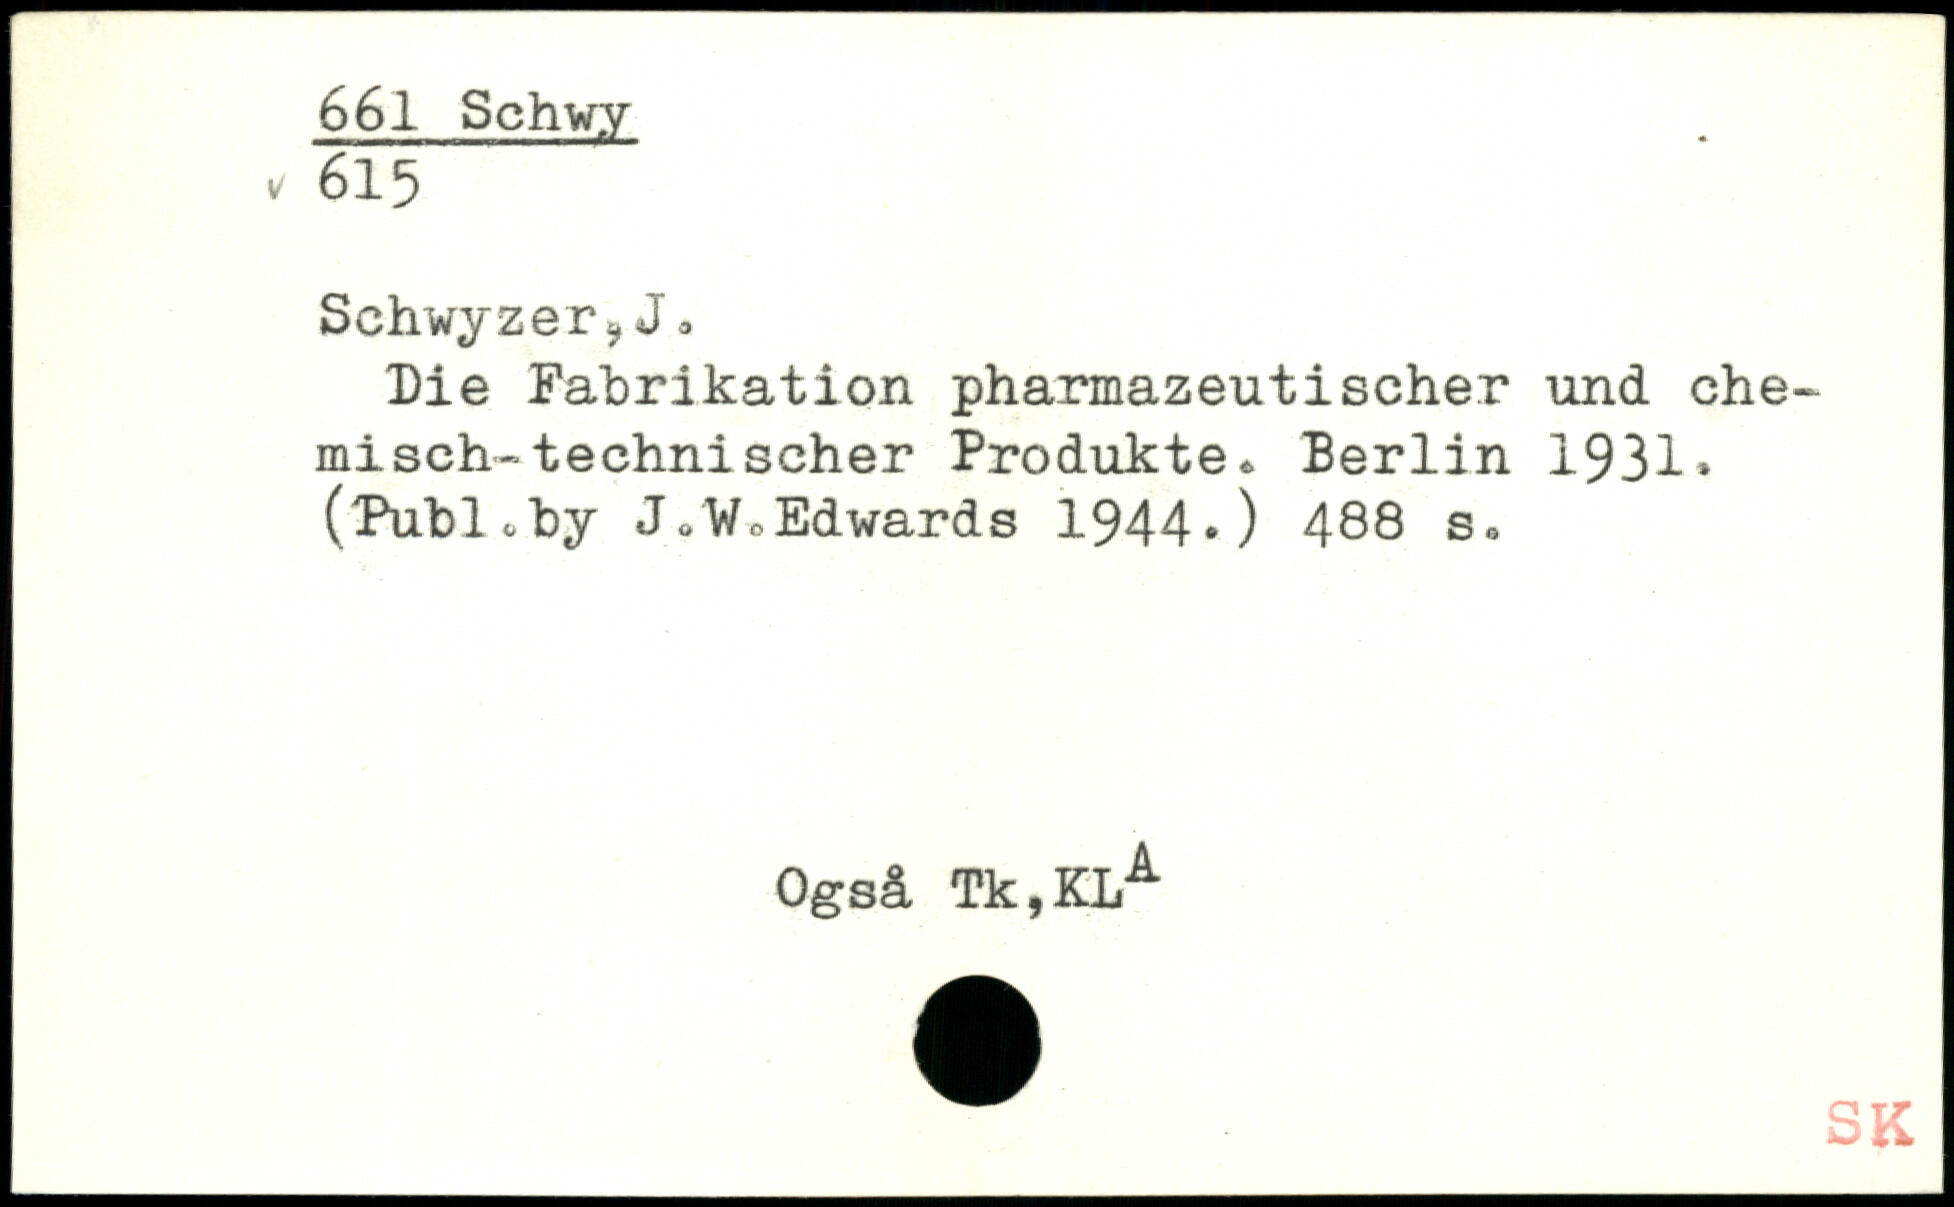 661 Schwy
✓ 615
Schwyzer,J.
Die Fabrikation pharmazeutischer und che-
misch-technischer Produkte. Berlin 1931.
(Publ.by J.W.Edwards 1944.) 488 s.
Også Tk,KLA
SK